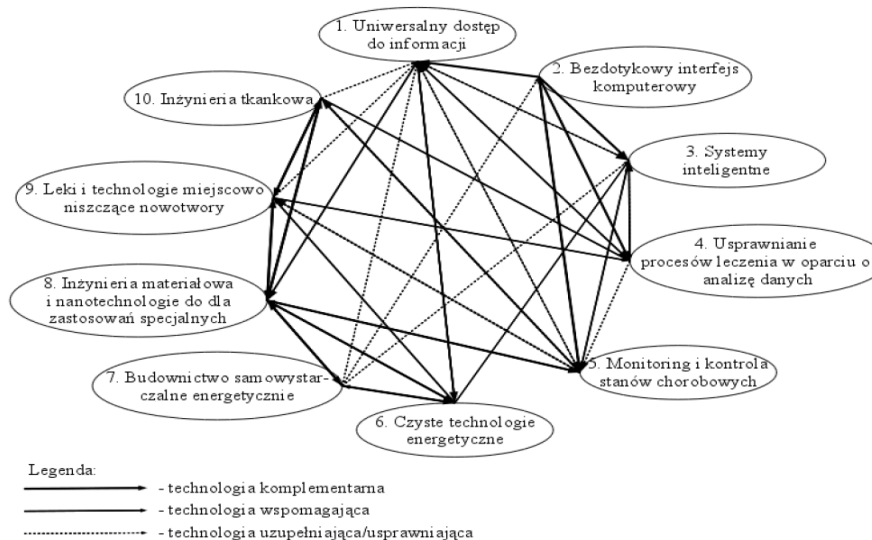 1. Uniwersalny dostęp
do informacji
2. Bezdotykowy interfejs
komputerowy
10. Inżynieria tkankowa
3. Systemy
inteligentne
9. Leki i technologie miejscowo
niszczące nowotwory
4. Usprawnianie
procesów leczenia w oparciu o
analizę danych
8. Inżynieria materiałowa
i nanotechnologie do dla
zastosowań specjalnych
5. Monitoring i kontrola
stanów chorobowych
7. Budownictwo samowystar-
czalne energetycznie
6. Czyste technologie
energetyczne
Legenda:
- technologia komplementarna
- technologia wspomagająca
- technologia uzupełniająca/usprawniająca